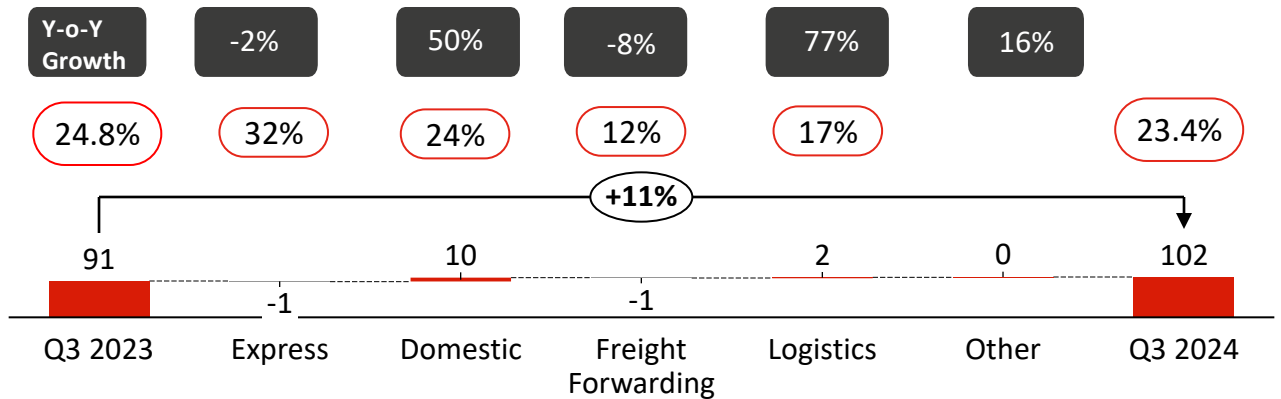 Y-o-Y
Growth
-2%
50%
-8%
77%
16%
24.8%
32%
24%
12%
17%
23.4%
+11%
91
-1
10
-1
2
0
102
Q3 2023
Express
Domestic
Freight
Forwarding
Logistics
Other
Q3 2024